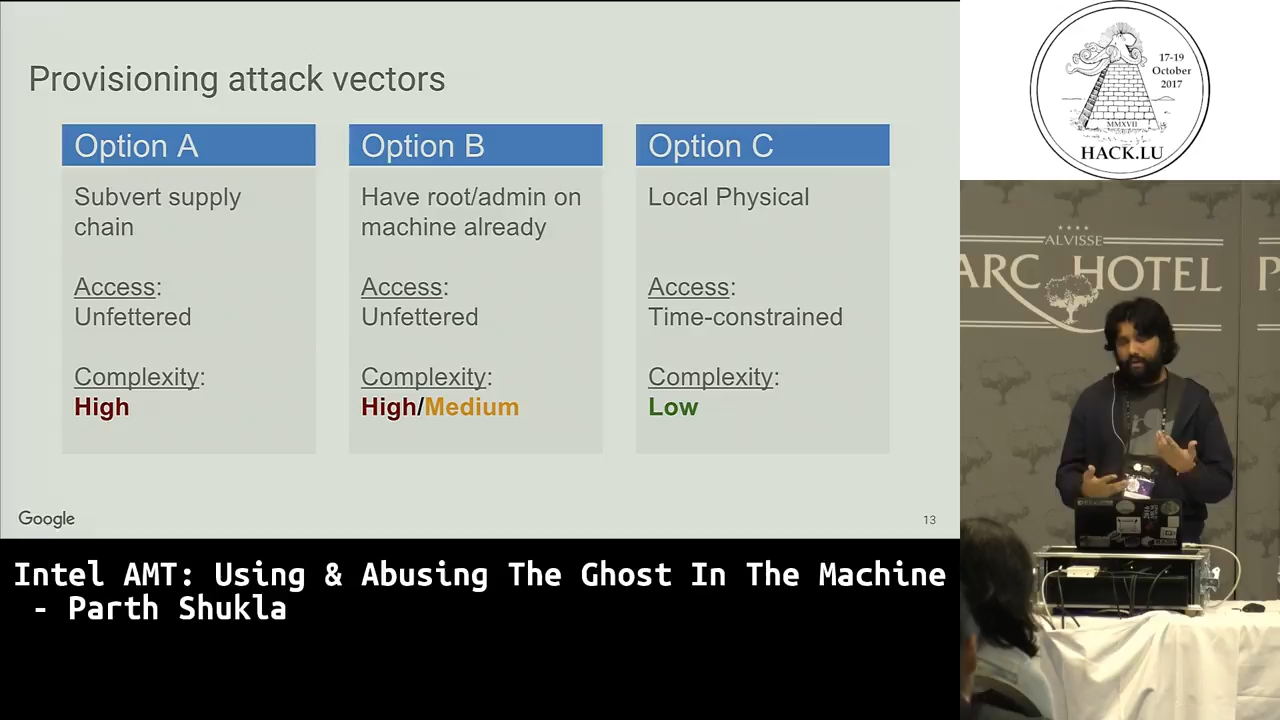 Provisioning attack vectors
Option A
Subvert supply
chain
Access:
Unfettered
Complexity:
High
Option B
Have root/admin on
machine already
Access:
Unfettered
Complexity:
High/Medium
Option C
Local Physical
Access:
Time-constrained
Complexity:
Low
Google
13
17-19
October
2017
MMXVII
HACK.LU
ALVISSE
ARC HOTEL
P
Intel AMT: Using & Abusing The Ghost In The Machine
- Parth Shukla